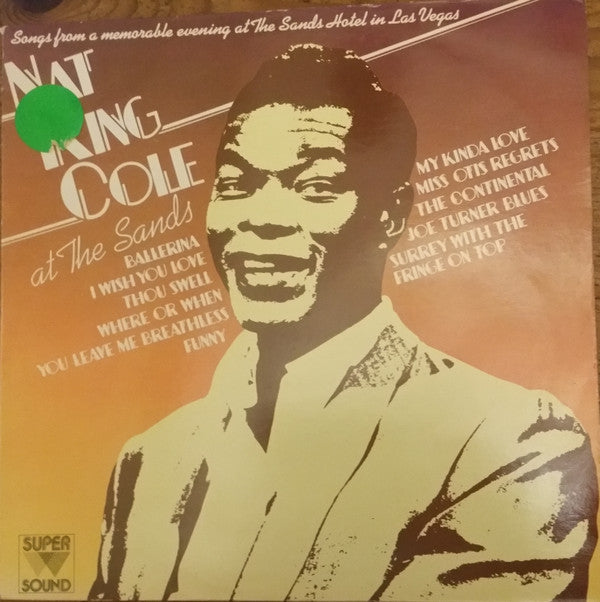 Songs from a memorable evening at The Sands Hotel in Las Vegas
NAT
KING
COLE
at The Sands
BALLERINA
I WISH YOU LOVE
THOU SWELL
WHERE OR WHEN
YOU LEAVE ME BREATHLESS
FUNNY
MY KINDA LOVE
MISS OTIS REGRETS
THE CONTINENTAL
JOE TURNER BLUES
SURREY WITH THE
FRINGE ON TOP
SUPER
SOUND